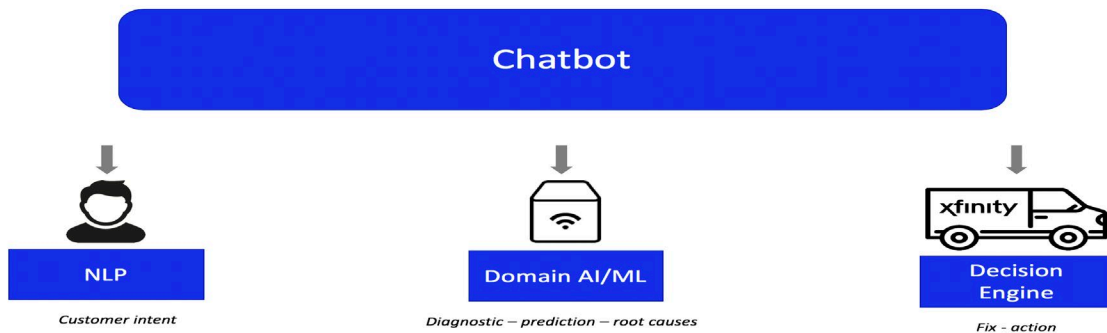 Chatbot
xfinity
NLP
Domain AI/ML
Decision
Engine
Customer intent
Diagnostic – prediction – root causes
Fix - action